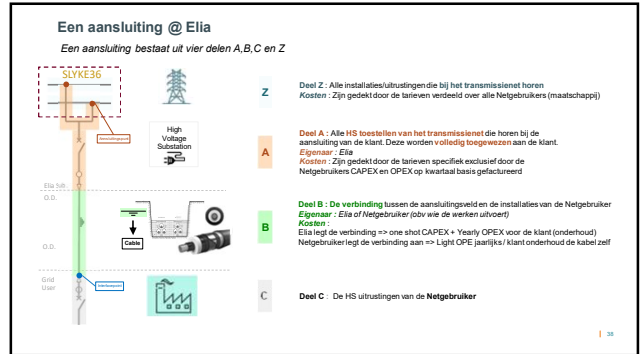 Een aansluiting @ Elia
Een aansluiting bestaat uit vier delen A,B,C en Z
SLYKE36
High
Voltage
Substation
Elia Sub.
O.D.
O.D.
Cable
Grid
User
Z
Deel Z : Alle installaties/uitrustingen die bij het transmissienet horen
Kosten : Zijn gedekt door de tarieven verdeeld over alle Netgebruikers (maatschappij)
A
Deel A : Alle HS toestellen van het transmissienet die horen bij de
aansluiting van de klant. Deze worden volledig toegewezen aan de klant.
Eigenaar : Elia
Kosten : Zijn gedekt door de tarieven specifiek exclusief door de
Netgebruikers CAPEX en OPEX op kwartaal basis gefactureerd
B
Deel B : De verbinding tussen de aansluitingsveld en de installaties van de Netgebruiker
Eigenaar : Elia of Netgebruiker (obv wie de werken uitvoert)
Kosten :
Elia legt de verbinding => one shot CAPEX + Yearly OPEX voor de klant (onderhoud)
Netgebruiker legt de verbinding aan => Light OPE jaarlijks / klant onderhoud de kabel zelf
C
Deel C : De HS uitrustingen van de Netgebruiker
38